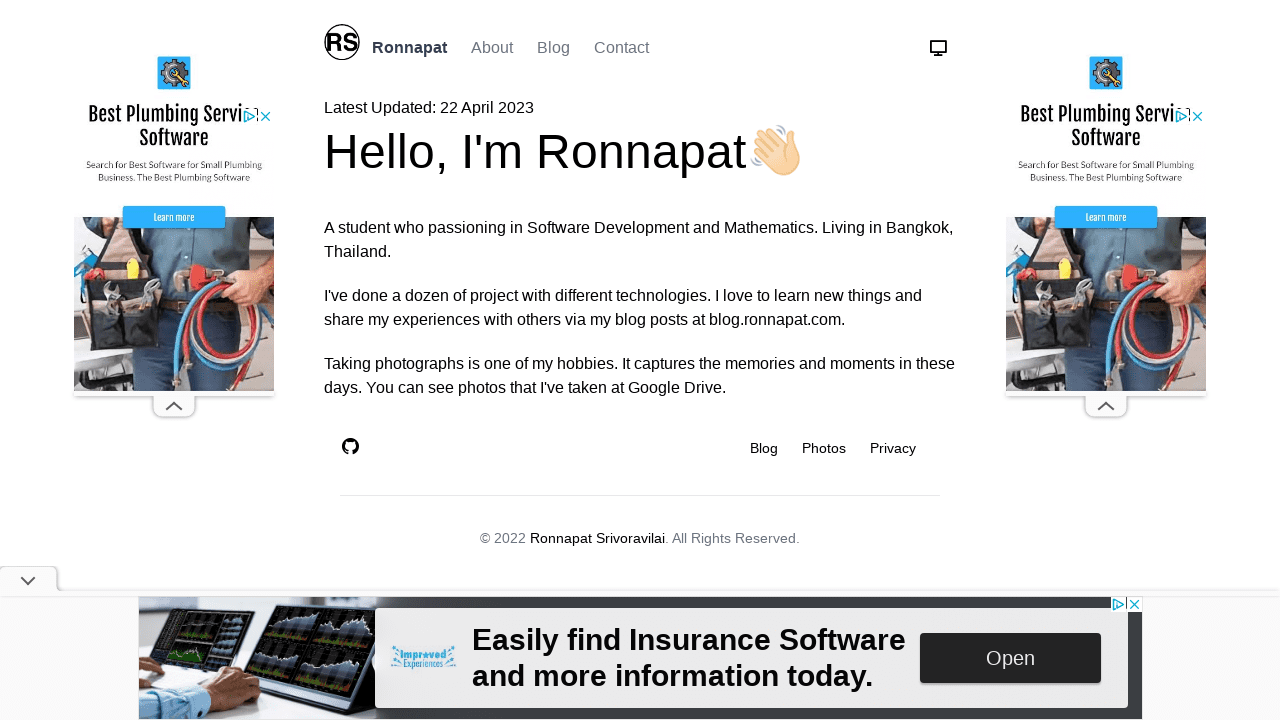 RS Ronnapat About Blog Contact
Latest Updated: 22 April 2023
Hello, I'm Ronnapat
A student who passioning in Software Development and Mathematics. Living in Bangkok,
Thailand.
I've done a dozen of project with different technologies. I love to learn new things and
share my experiences with others via my blog posts at blog.ronnapat.com.
Taking photographs is one of my hobbies. It captures the memories and moments in these
days. You can see photos that I've taken at Google Drive.
Blog Photos Privacy
© 2022 Ronnapat Srivoravilai. All Rights Reserved.
Best Plumbing Servi
Software
Search for Best Software for Small Plumbing
Business. The Best Plumbing Software
Learn more
Best Plumbing Servi
Software
Search for Best Software for Small Plumbing
Business. The Best Plumbing Software
Learn more
Improved
Experiences
Easily find Insurance Software
and more information today.
Open